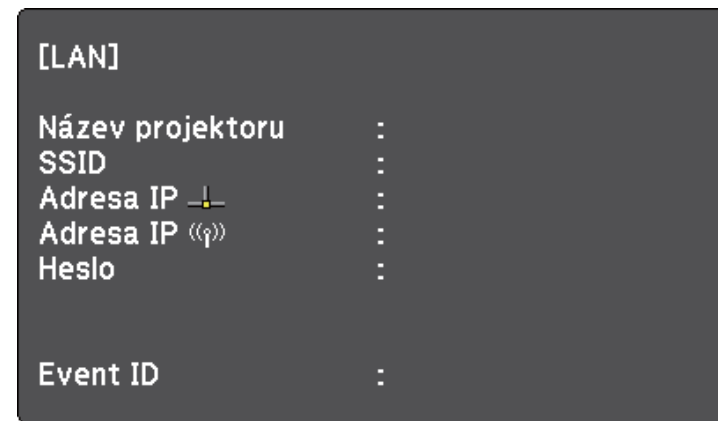 [LAN]
Název projektoru :
SSID :
Adresa IP :
Adresa IP :
Heslo :
Event ID :